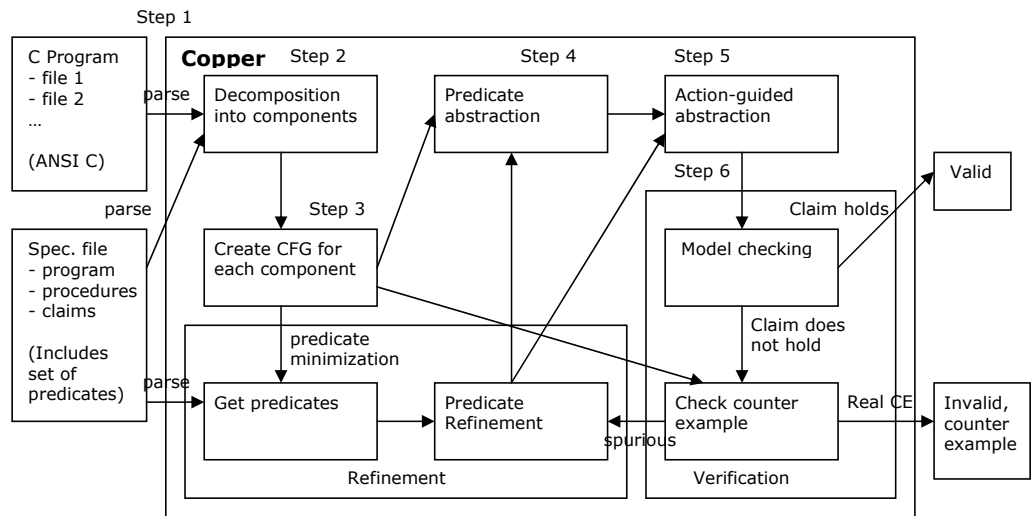 Step 1
C Program
- file 1
- file 2
...
(ANSI C)
parse
Copper
Step 2
Decomposition
into components
Step 4
Predicate
abstraction
Step 5
Action-guided
abstraction
Step 6
Valid
parse
Step 3
Claim holds
Spec. file
- program
- procedures
- claims
(Includes
set of
predicates)
Create CFG for
each component
Model checking
predicate
minimization
Claim does
not hold
parse
Get predicates
Predicate
Refinement
spurious
Check counter
example
Real CE
Invalid,
counter
example
Refinement
Verification